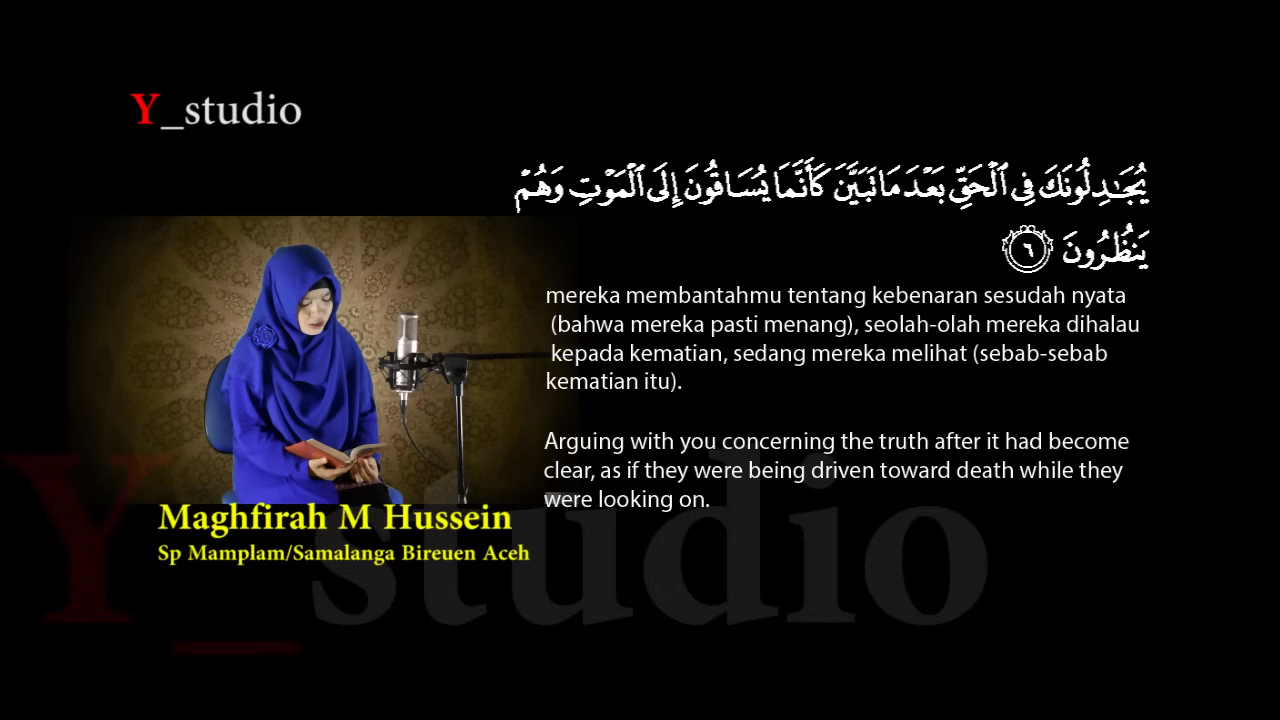 Y_studio
يُجَٰدِلُونَكَ فِى ٱلْحَقِّ بَعْدَ مَا تَبَيَّنَ كَأَنَّمَا يُسَاقُونَ إِلَى ٱلْمَوْتِ وَهُمْ
يَنظُرُونَ ٦
mereka membantahmu tentang kebenaran sesudah nyata
(bahwa mereka pasti menang), seolah-olah mereka dihalau
kepada kematian, sedang mereka melihat (sebab-sebab
kematian itu).
Arguing with you concerning the truth after it had become
clear, as if they were being driven toward death while they
were looking on.
Maghfirah M Hussein
Sp Mamplam/Samalanga Bireuen Aceh
Y_studio